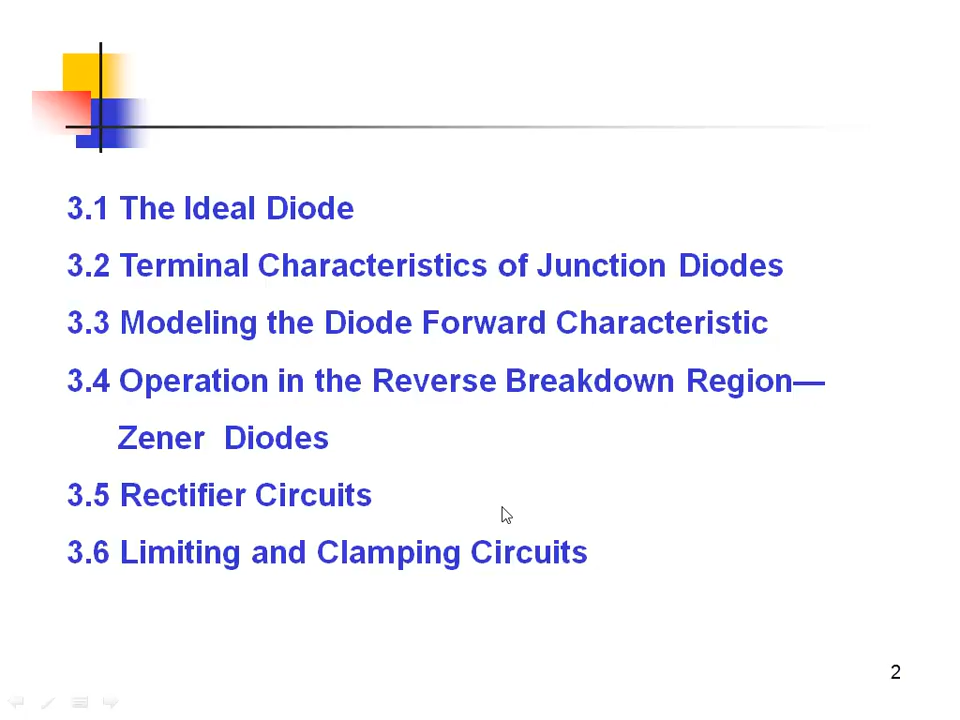 3.1 The Ideal Diode
3.2 Terminal Characteristics of Junction Diodes
3.3 Modeling the Diode Forward Characteristic
3.4 Operation in the Reverse Breakdown Region—
Zener Diodes
3.5 Rectifier Circuits
3.6 Limiting and Clamping Circuits
2